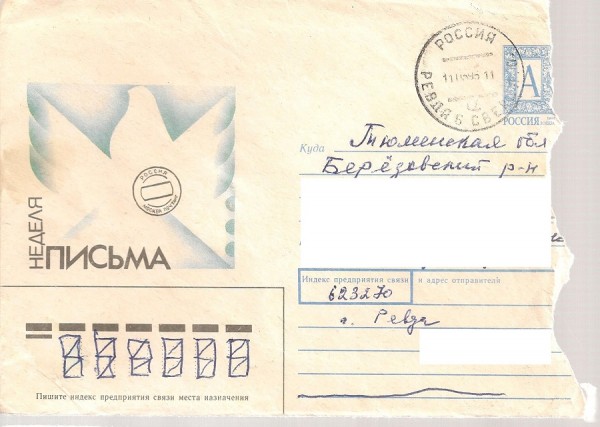 РОССИЯ
РЕВДА 5 СВЕРД
А
РОССИЯ
Куда Тюменская обл
Берёзовский р-н
РОССИЯ
НЕДЕЛЯ
ПИСЬМА
Индекс предприятия связи и адрес отправителя
623270
г. Ревда
Пишите индекс предприятия связи места назначения